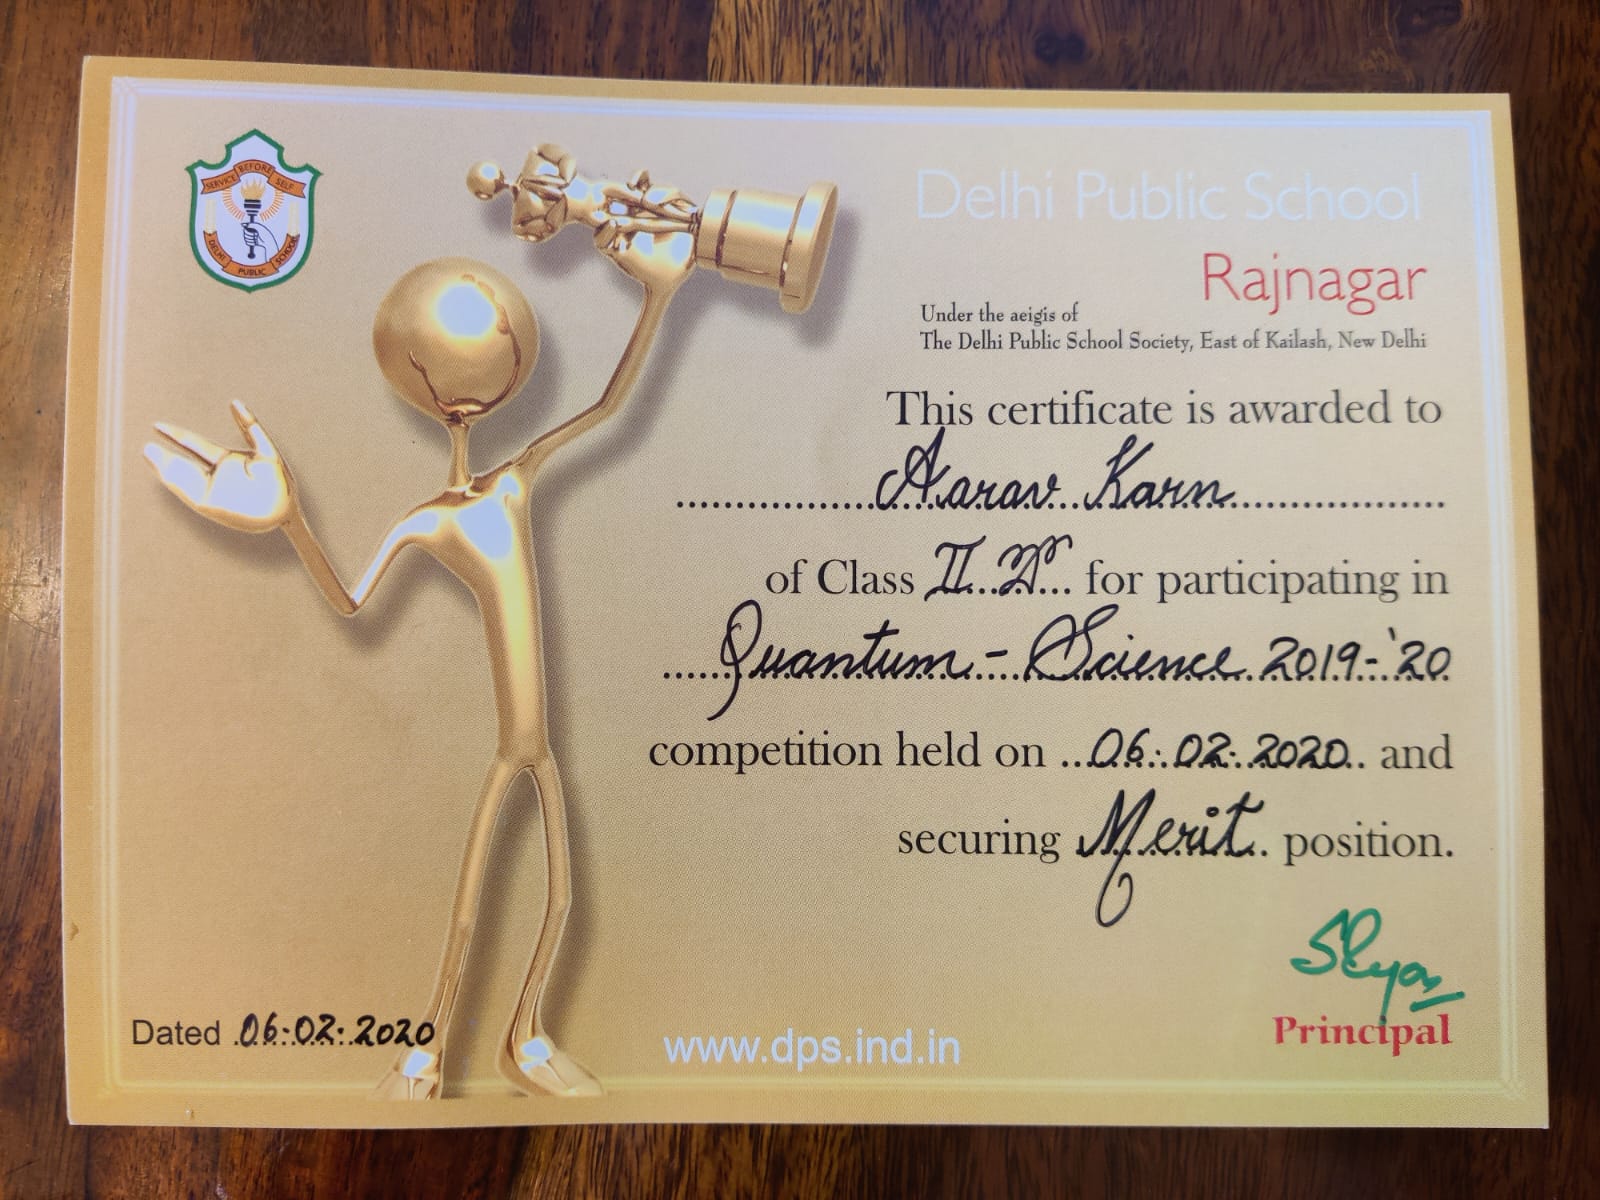 SERVICE BEFORE SELF
DELHI PUBLIC SCHOOL
Delhi Public School
Rajnagar
Under the aeigis of
The Delhi Public School Society, East of Kailash, New Delhi
This certificate is awarded to
Aarav Karn
of Class II for participating in
Quantum - Science 2019-'20
competition held on 06.02.2020 and
securing Merit position.
Principal
Dated 06.02.2020
www.dps.ind.in